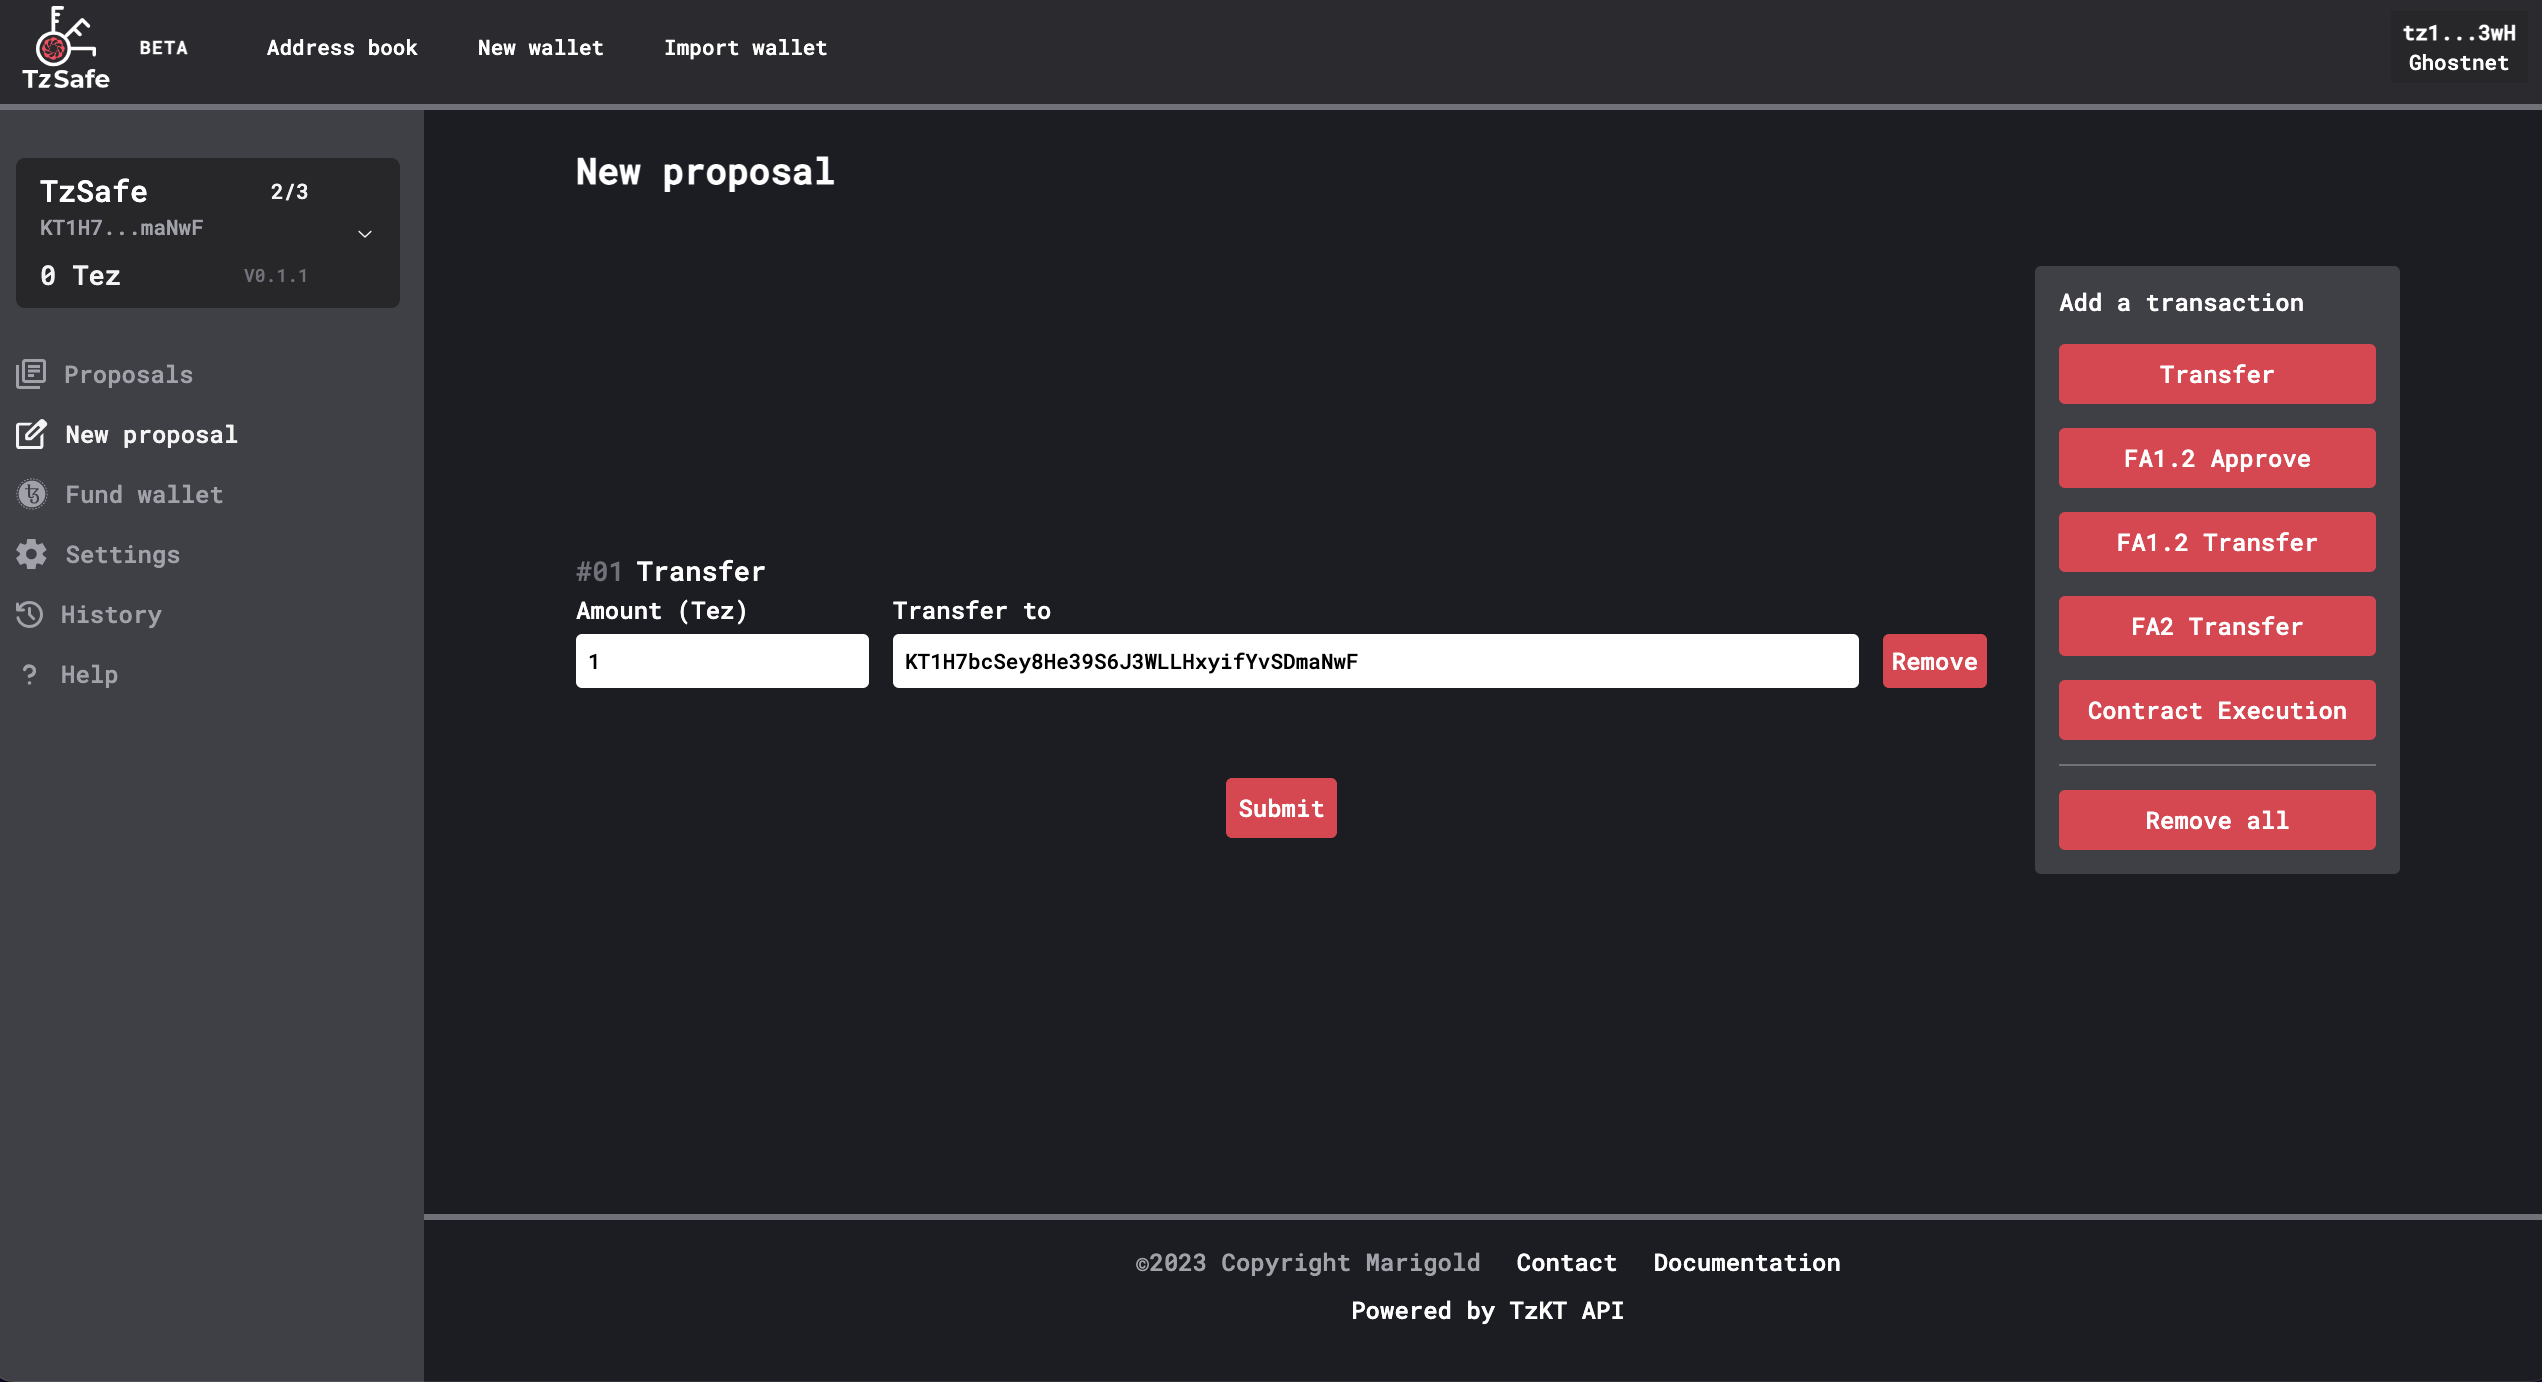 TzSafe
BETA
Address book
New wallet
Import wallet
tz1...3wH
Ghostnet
TzSafe 2/3
KT1H7...maNwF
0 Tez V0.1.1
Proposals
New proposal
Fund wallet
Settings
History
? Help
New proposal
#01 Transfer
Amount (Tez) Transfer to
1 KT1H7bcSey8He39S6J3WLLHxyifYvSDmaNwF Remove
Submit
Add a transaction
Transfer
FA1.2 Approve
FA1.2 Transfer
FA2 Transfer
Contract Execution
Remove all
©2023 Copyright Marigold Contact Documentation
Powered by TzKT API